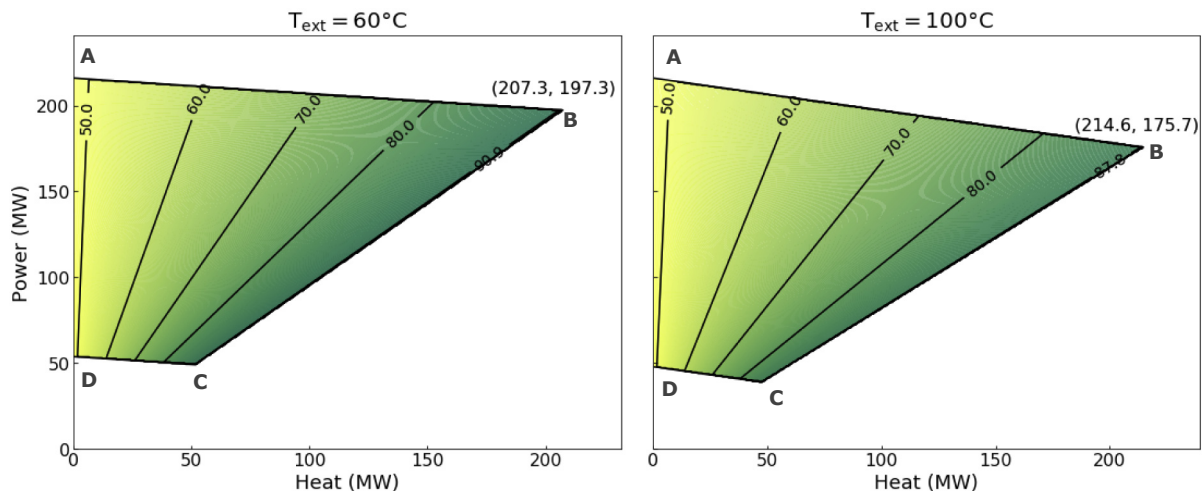 T_ext = 60°C
A
(207.3, 197.3)
B
50.0
60.0
70.0
80.0
90.9
D
C
200
150
100
50
0
Power (MW)
0
50
100
150
200
Heat (MW)
T_ext = 100°C
A
(214.6, 175.7)
B
50.0
60.0
70.0
80.0
87.8
D
C
0
50
100
150
200
Heat (MW)